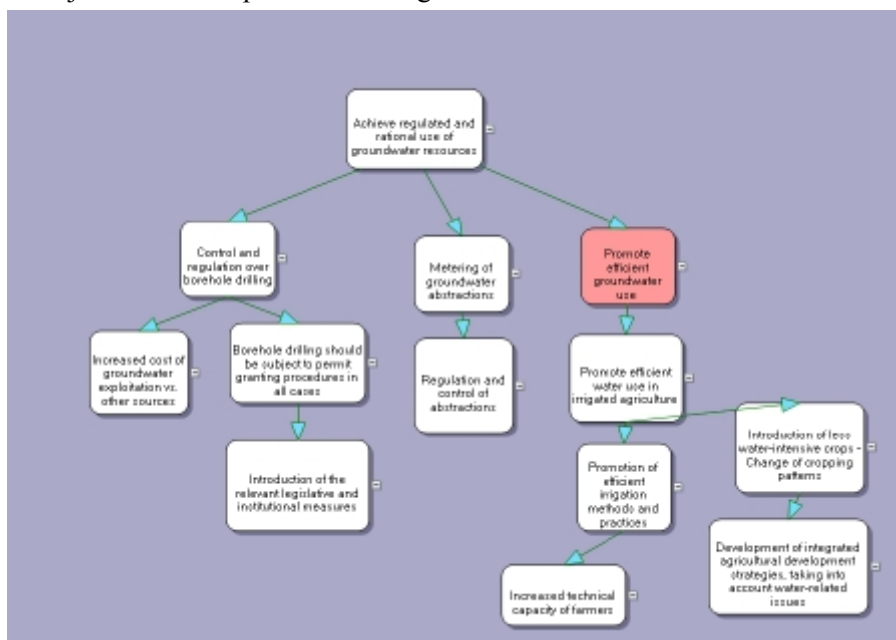 Achieve regulated and
rational use of
groundwater resources
Control and
regulation over
borehole drilling
Metering of
groundwater
abstractions
Promote
efficient
groundwater
use
Increased cost of
groundwater
exploitation vs.
other sources
Borehole drilling should
be subject to permit
granting procedures in
all cases
Regulation and
control of
abstractions
Promote efficient
water use in
irrigated agriculture
Introduction of less
water-intensive crops -
Change of cropping
patterns
Introduction of the
relevant legislative and
institutional measures
Promotion of
efficient
irrigation
methods and
practices
Development of integrated
agricultural development
strategies, taking into
account water-related
issues
Increased technical
capacity of farmers